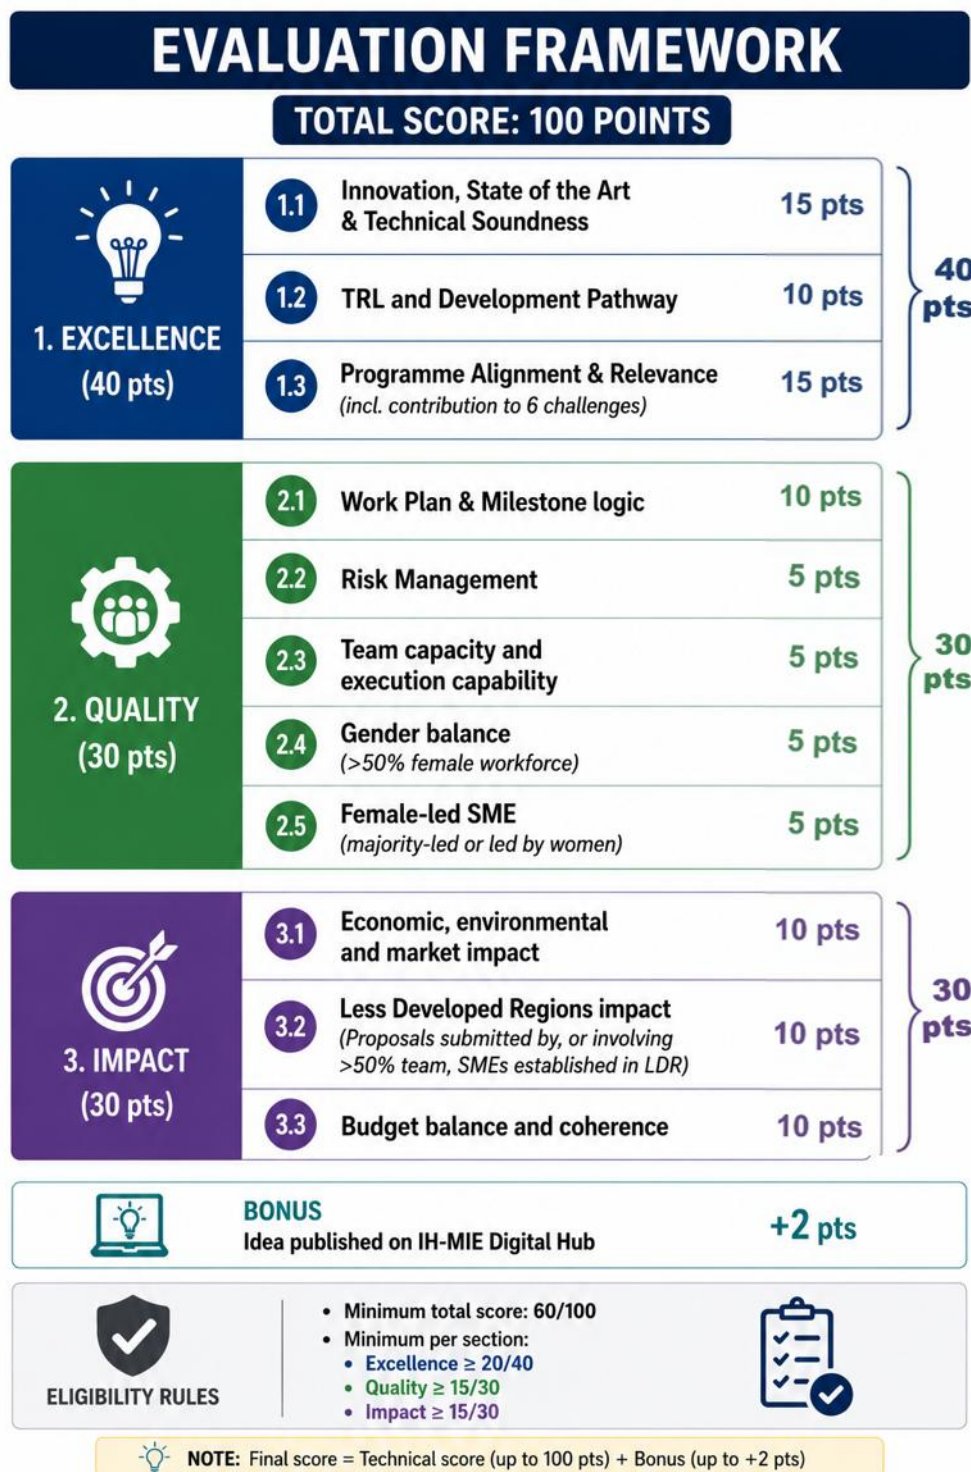 EVALUATION FRAMEWORK
TOTAL SCORE: 100 POINTS
1. EXCELLENCE
(40 pts)
1.1
Innovation, State of the Art
& Technical Soundness
15 pts
1.2
TRL and Development Pathway
10 pts
1.3
Programme Alignment & Relevance
(incl. contribution to 6 challenges)
15 pts
40
pts
2. QUALITY
(30 pts)
2.1
Work Plan & Milestone logic
10 pts
2.2
Risk Management
5 pts
2.3
Team capacity and
execution capability
5 pts
2.4
Gender balance
(>50% female workforce)
5 pts
2.5
Female-led SME
(majority-led or led by women)
5 pts
30
pts
3. IMPACT
(30 pts)
3.1
Economic, environmental
and market impact
10 pts
3.2
Less Developed Regions impact
(Proposals submitted by, or involving
>50% team, SMEs established in LDR)
10 pts
3.3
Budget balance and coherence
10 pts
30
pts
BONUS
Idea published on IH-MIE Digital Hub
+2 pts
ELIGIBILITY RULES
• Minimum total score: 60/100
• Minimum per section:
• Excellence ≥ 20/40
• Quality ≥ 15/30
• Impact ≥ 15/30
NOTE: Final score = Technical score (up to 100 pts) + Bonus (up to +2 pts)